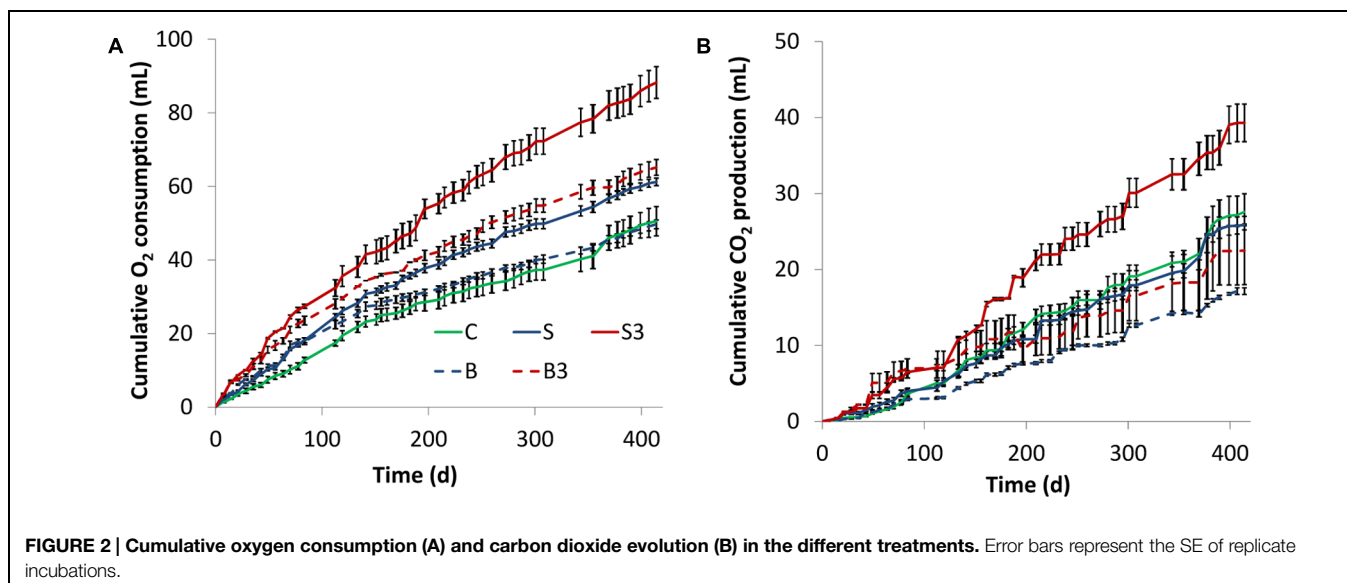 A
Cumulative O₂ consumption (mL)
100
80
60
40
20
0
0 100 200 300 400
Time (d)
C S S3
B B3
B
Cumulative CO₂ production (mL)
50
40
30
20
10
0
0 100 200 300 400
Time (d)
FIGURE 2 | Cumulative oxygen consumption (A) and carbon dioxide evolution (B) in the different treatments. Error bars represent the SE of replicate
incubations.